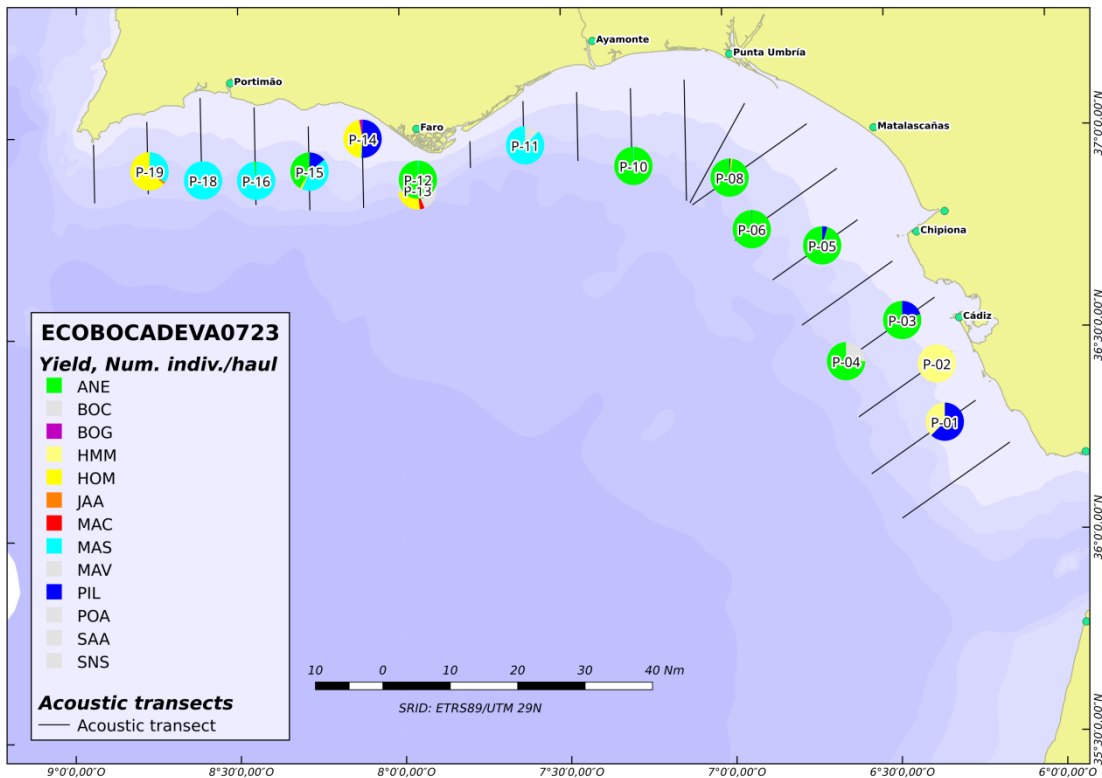 Ayamonte
Punta Umbría
Portimão
Faro
Matalascañas
P-14
P-11
P-19
P-18
P-16
P-15
P-12
P-13
P-10
P-08
P-06
P-05
Chipiona
P-03
Cádiz
P-04
P-02
P-01
37°0'0,00"N
36°30'0,00"N
36°0'0,00"N
35°30'0,00"N
ECOBOCADEVA0723
Yield, Num. indiv./haul
ANE
BOC
BOG
HMM
HOM
JAA
MAC
MAS
MAV
PIL
POA
SAA
SNS
Acoustic transects
Acoustic transect
10 0 10 20 30 40 Nm
SRID: ETRS89/UTM 29N
9°0'0,00"O 8°30'0,00"O 8°0'0,00"O 7°30'0,00"O 7°0'0,00"O 6°30'0,00"O 6°0'0,00"O